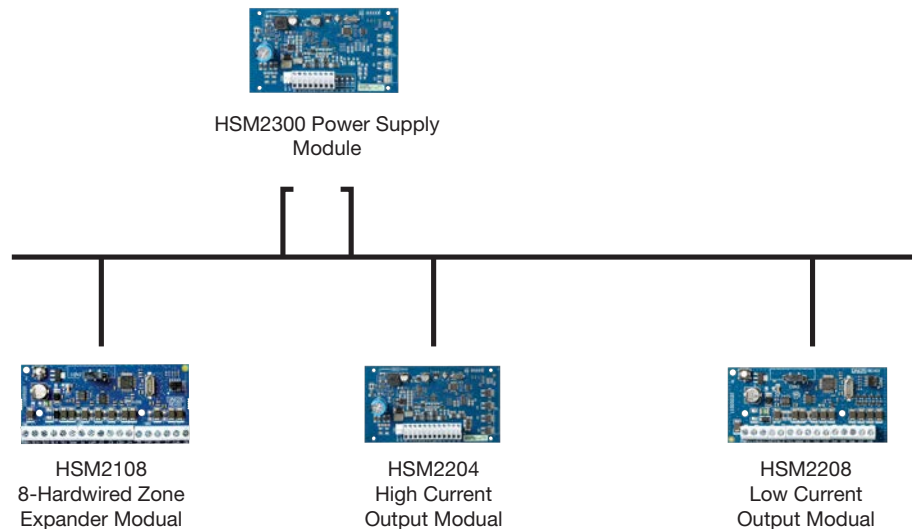 HSM2300 Power Supply
Module
HSM2108
8-Hardwired Zone
Expander Modual
HSM2204
High Current
Output Modual
HSM2208
Low Current
Output Modual